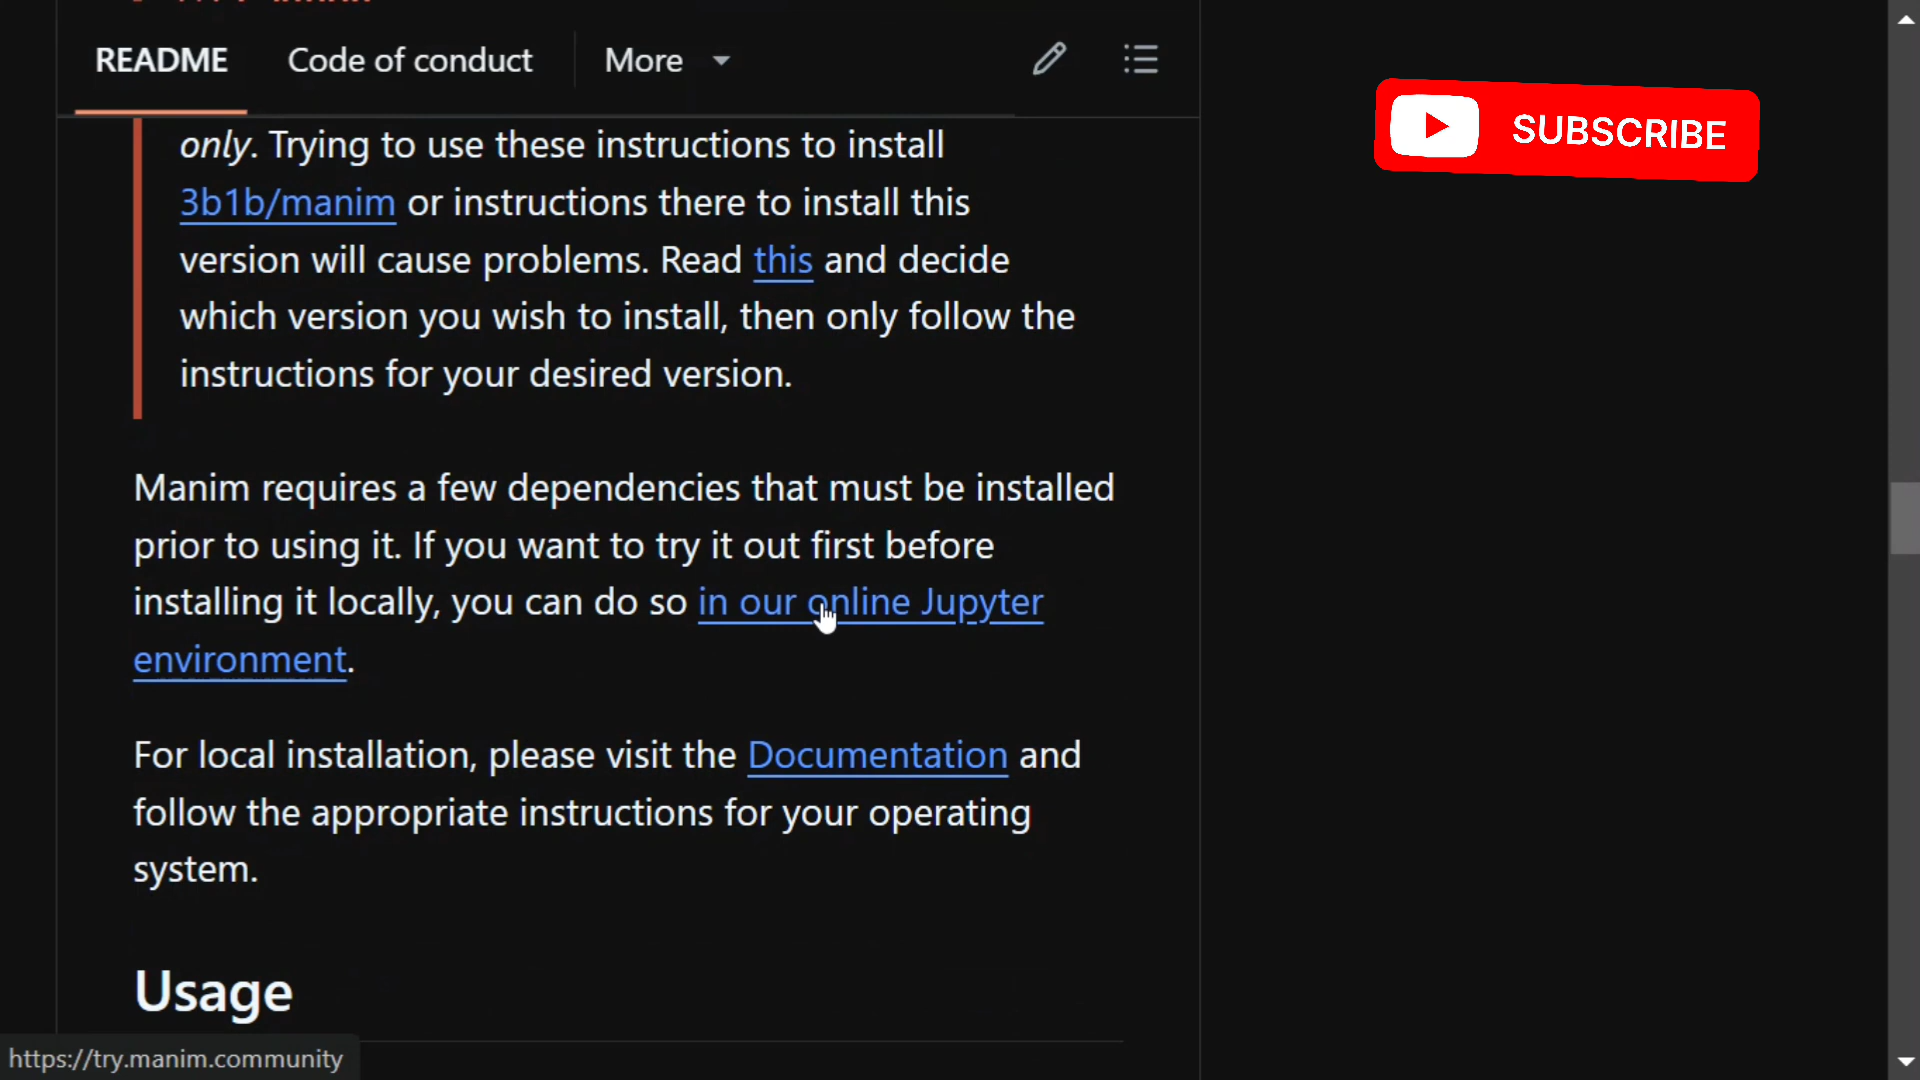 README Code of conduct More
SUBSCRIBE
only. Trying to use these instructions to install
3b1b/manim or instructions there to install this
version will cause problems. Read this and decide
which version you wish to install, then only follow the
instructions for your desired version.
Manim requires a few dependencies that must be installed
prior to using it. If you want to try it out first before
installing it locally, you can do so in our online Jupyter
environment.
For local installation, please visit the Documentation and
follow the appropriate instructions for your operating
system.
Usage
https://try.manim.community